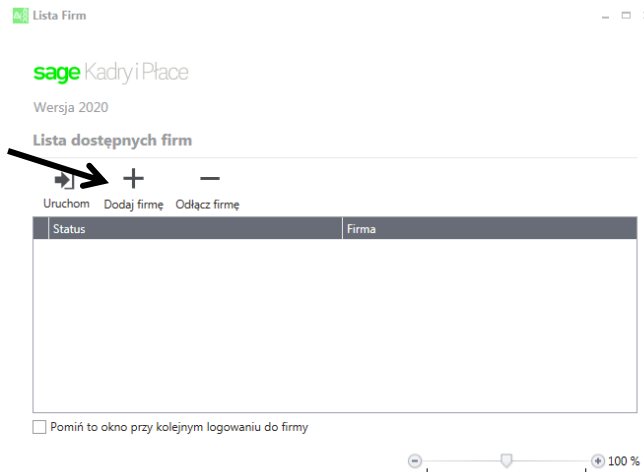 Lista Firm
sage Kadry i Płace
Wersja 2020
Lista dostępnych firm
Uruchom Dodaj firmę Odłącz firmę
Status Firma
Pomiń to okno przy kolejnym logowaniu do firmy
100 %